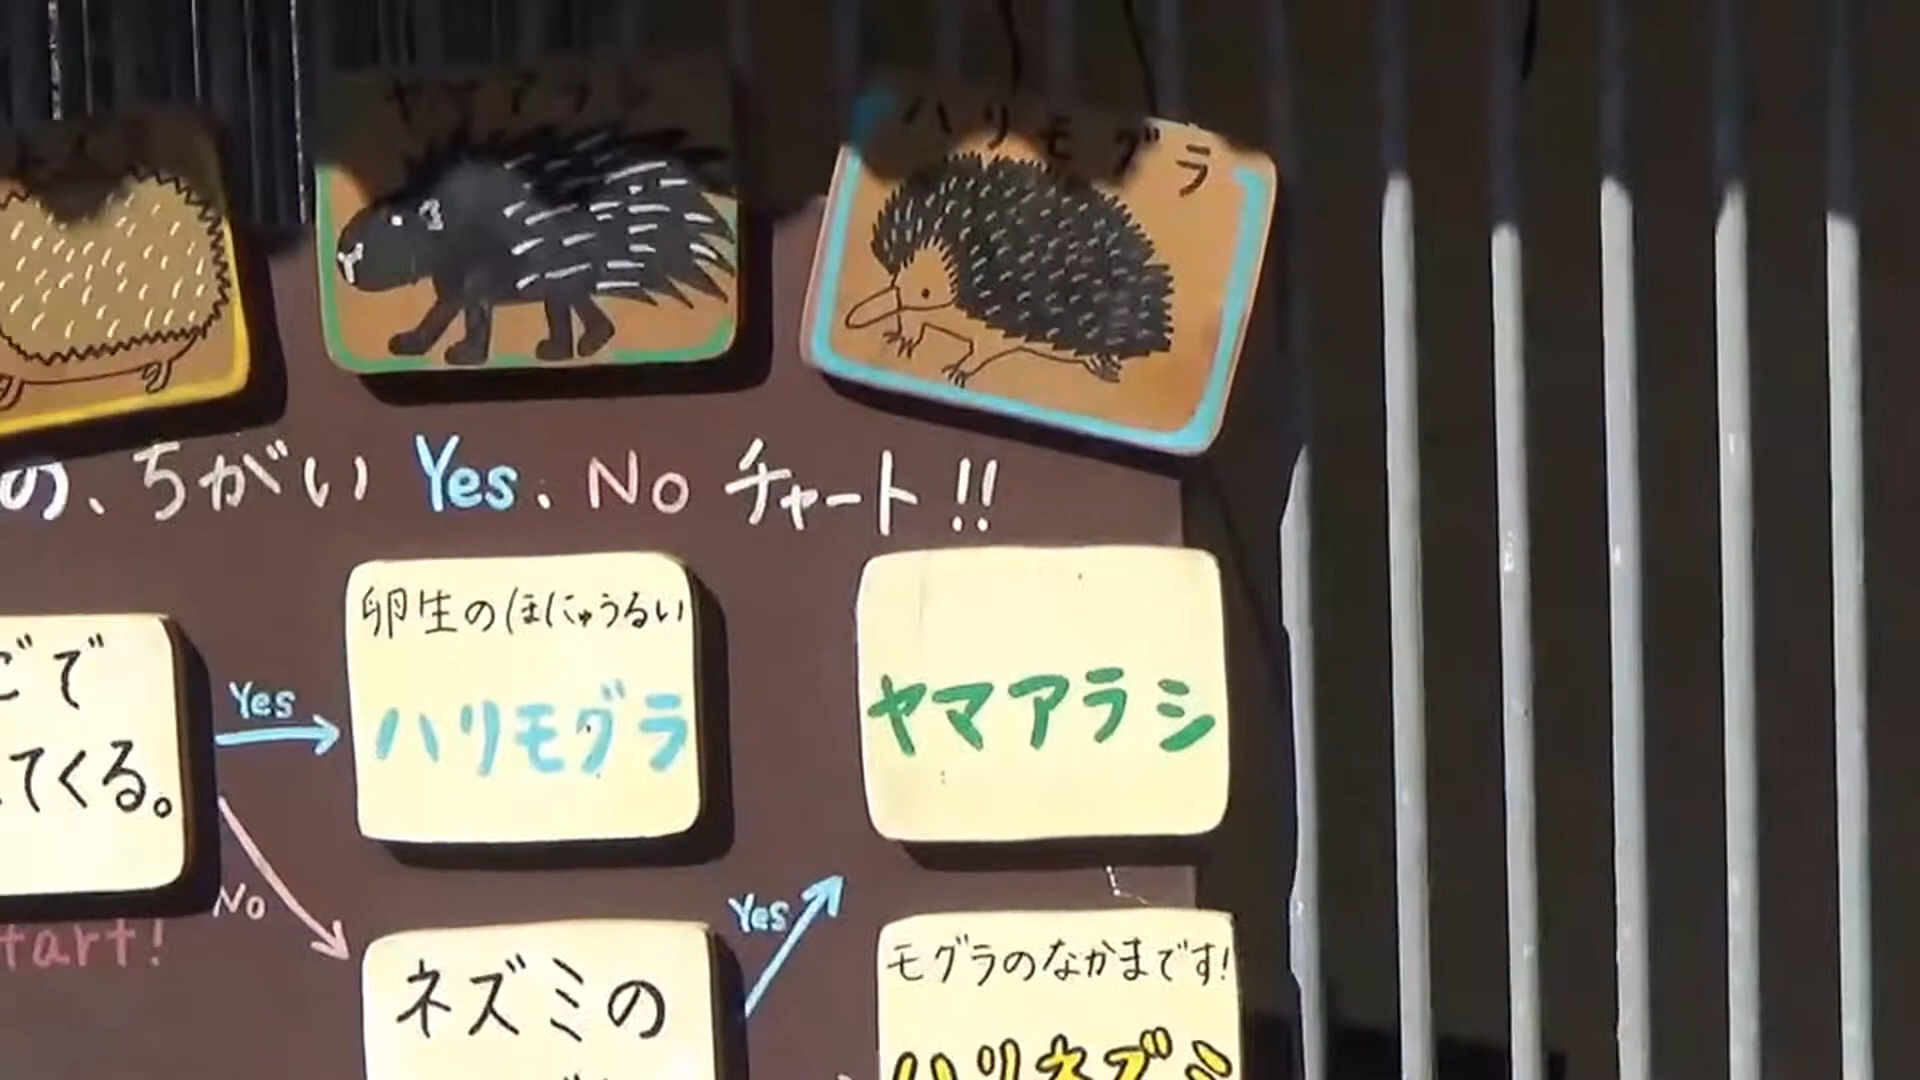 ヤマアラシ
ハリモグラ
の、ちがい Yes、No チャート!!
卵生のほにゅうるい
ハリモグラ
ヤマアラシ
ごで
てくる。
Yes
No
tart!
Yes
ネズミの
モグラのなかまです!
ハリネズミ